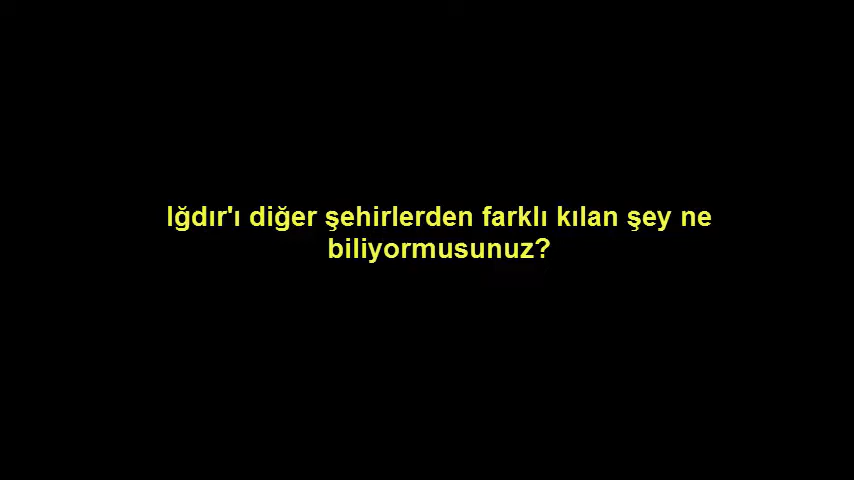 Iğdır'ı diğer şehirlerden farklı kılan şey ne
biliyormusunuz?